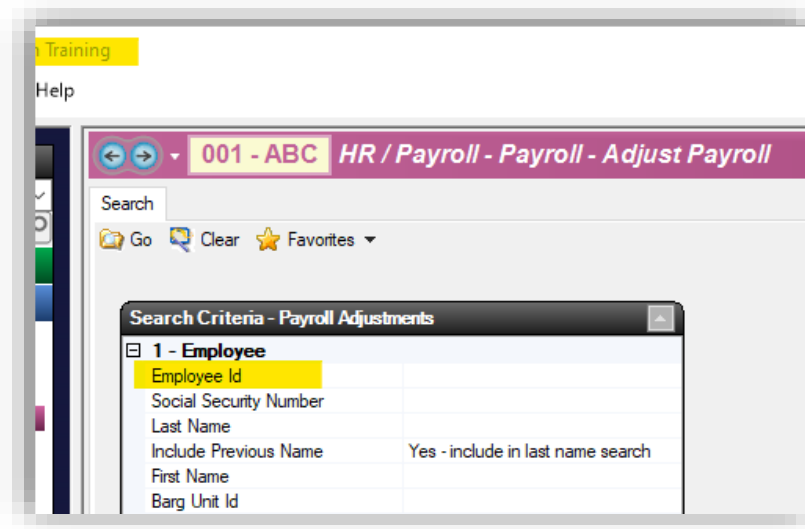 Training
Help
001 - ABC HR / Payroll - Payroll - Adjust Payroll
Search
Go Clear Favorites
Search Criteria - Payroll Adjustments
1 - Employee
Employee Id
Social Security Number
Last Name
Include Previous Name Yes - include in last name search
First Name
Barg Unit Id